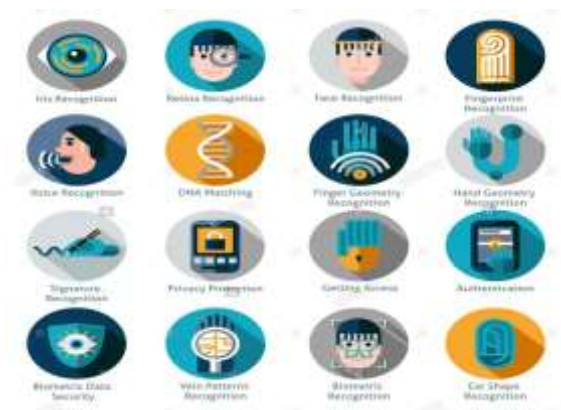 Iris Recognition
Retina Recognition
Face Recognition
Fingerprint
Recognition
Voice Recognition
DNA Matching
Finger Geometry
Recognition
Hand Geometry
Recognition
Signature
Recognition
Privacy Protection
Getting Access
Authentication
Biometric Data
Security
Vein Patterns
Recognition
Biometric
Recognition
Ear Shape
Recognition